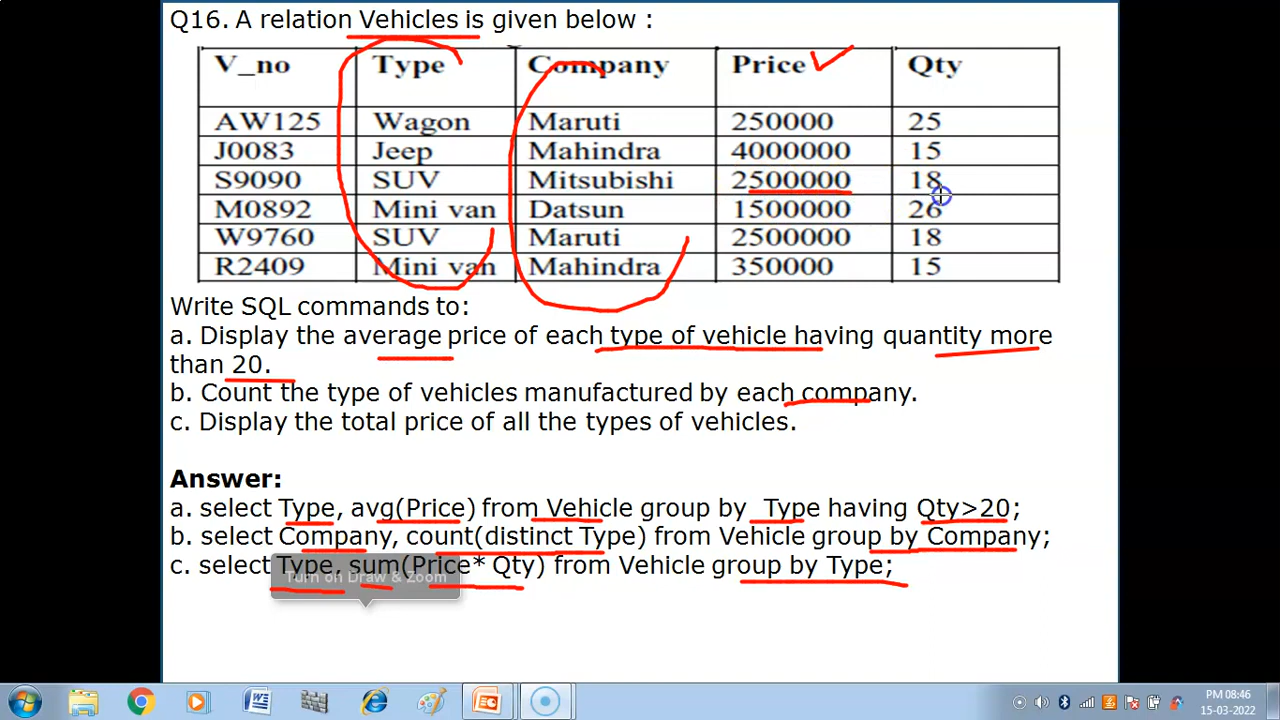 Q16. A relation Vehicles is given below :
V_no Type Company Price Qty
AW125 Wagon Maruti 250000 25
J0083 Jeep Mahindra 4000000 15
S9090 SUV Mitsubishi 2500000 18
M0892 Mini van Datsun 1500000 26
W9760 SUV Maruti 2500000 18
R2409 Mini van Mahindra 350000 15
Write SQL commands to:
a. Display the average price of each type of vehicle having quantity more
than 20.
b. Count the type of vehicles manufactured by each company.
c. Display the total price of all the types of vehicles.
Answer:
a. select Type, avg(Price) from Vehicle group by Type having Qty>20;
b. select Company, count(distinct Type) from Vehicle group by Company;
c. select Type, sum(Price* Qty) from Vehicle group by Type;
Turn on Draw & Zoom
PM 08:46
15-03-2022